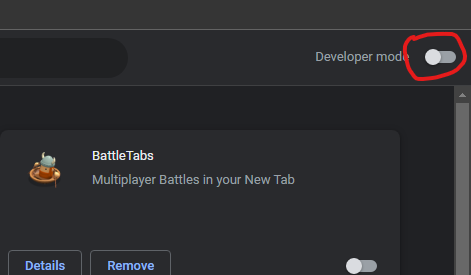 Developer mode
BattleTabs
Multiplayer Battles in your New Tab
Details
Remove